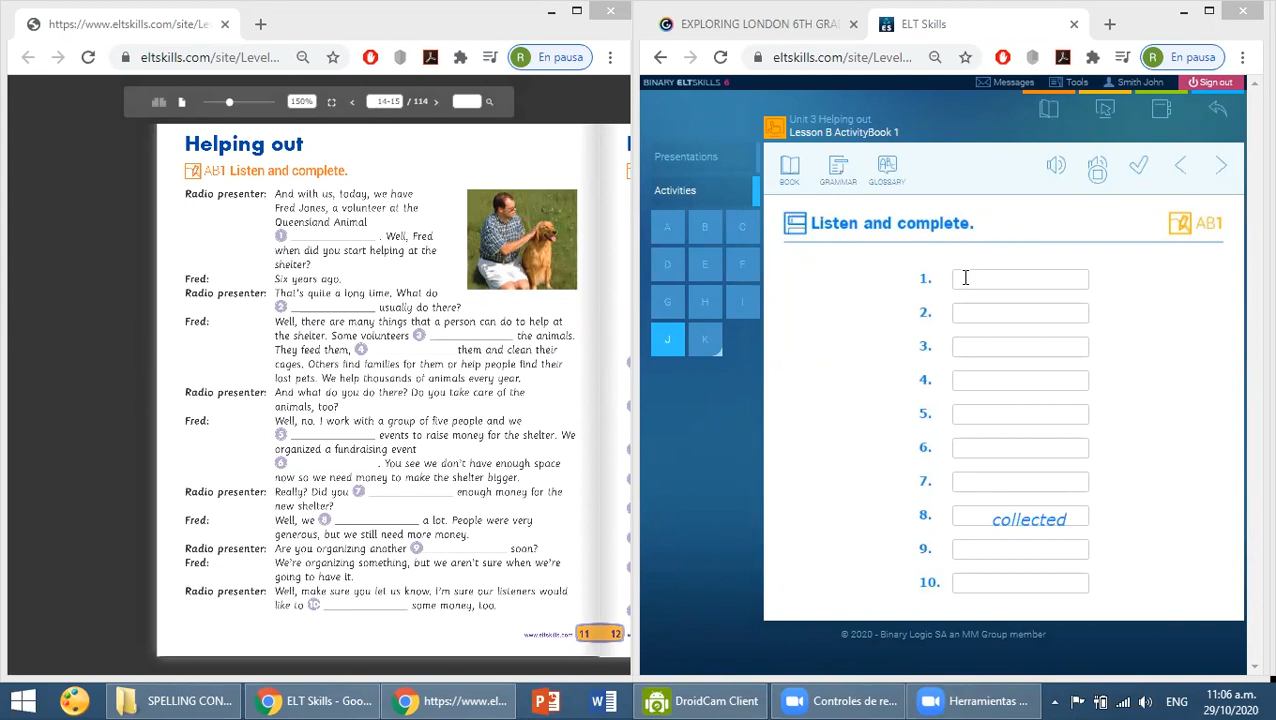 https://www.eltskills.com/site/Le
EXPLORING LONDON 6TH GRA
ELT Skills
eltskills.com/site/Level...
En pausa
eltskills.com/site/Level...
En pausa
150%
14-15 / 114
BINARY ELTSKILLS 6
Messages
Tools
Smith John
Sign out
Helping out
AB1 Listen and complete.
Radio presenter: And with us, today, we have
Fred Jones, a volunteer at the
Queensland Animal
1 ____________. Well, Fred
when did you start helping at the
shelter?
Fred: Six years ago.
Radio presenter: That's quite a long time. What do
2 ____________ usually do there?
Fred: Well, there are many things that a person can do to help at
the shelter. Some volunteers 3 ____________ the animals.
They feed them, 4 ____________ them and clean their
cages. Others find families for them or help people find their
lost pets. We help thousands of animals every year.
Radio presenter: And what do you do there? Do you take care of the
animals, too?
Fred: Well, no. I work with a group of five people and we
5 ____________ events to raise money for the shelter. We
organized a fundraising event
6 ____________. You see we don't have enough space
now so we need money to make the shelter bigger.
Radio presenter: Really? Did you 7 ____________ enough money for the
new shelter?
Fred: Well, we 8 ____________ a lot. People were very
generous, but we still need more money.
Radio presenter: Are you organizing another 9 ____________ soon?
Fred: We're organizing something, but we aren't sure when we're
going to have it.
Radio presenter: Well, make sure you let us know. I'm sure our listeners would
like to 10 ____________ some money, too.
www.eltskills.com 11 12
Unit 3 Helping out
Lesson B ActivityBook 1
Presentations
Activities
A B C
D E F
G H I
J K
BOOK
GRAMMAR
GLOSSARY
Listen and complete.
AB1
1.
2.
3.
4.
5.
6.
7.
8. collected
9.
10.
© 2020 - Binary Logic SA an MM Group member
SPELLING CON...
ELT Skills - Goo...
https://www.elt...
DroidCam Client
Controles de re...
Herramientas ...
ENG
11:06 a.m.
29/10/2020